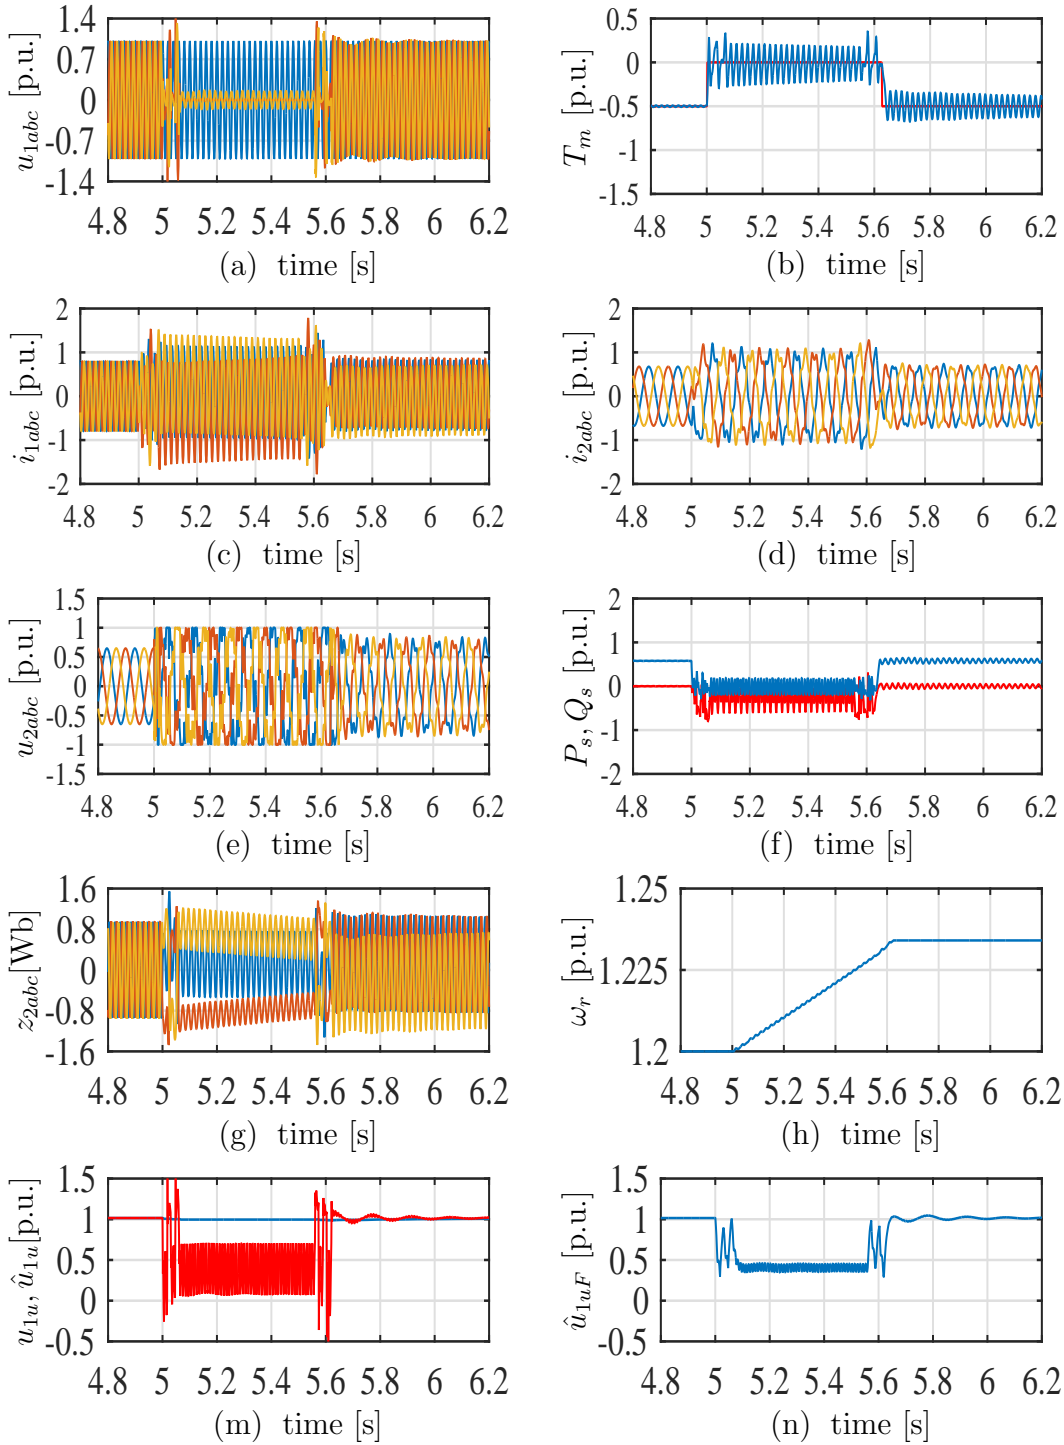 1.4
0.7
0
-0.7
-1.4
u1abc [p.u.]
4.8 5 5.2 5.4 5.6 5.8 6 6.2
(a) time [s]
0.5
0
-0.5
-1
-1.5
Tm [p.u.]
4.8 5 5.2 5.4 5.6 5.8 6 6.2
(b) time [s]
2
1
0
-1
-2
i1abc [p.u.]
4.8 5 5.2 5.4 5.6 5.8 6 6.2
(c) time [s]
2
1
0
-1
-2
i2abc [p.u.]
4.8 5 5.2 5.4 5.6 5.8 6 6.2
(d) time [s]
1.5
1
0.5
0
-0.5
-1
-1.5
u2abc [p.u.]
4.8 5 5.2 5.4 5.6 5.8 6 6.2
(e) time [s]
2
1
0
-1
-2
Ps, Qs [p.u.]
4.8 5 5.2 5.4 5.6 5.8 6 6.2
(f) time [s]
1.6
0.8
0
-0.8
-1.6
z2abc[Wb]
4.8 5 5.2 5.4 5.6 5.8 6 6.2
(g) time [s]
1.25
1.225
1.2
ωr [p.u.]
4.8 5 5.2 5.4 5.6 5.8 6 6.2
(h) time [s]
1.5
1
0.5
0
-0.5
u1u, û1u[p.u.]
4.8 5 5.2 5.4 5.6 5.8 6 6.2
(m) time [s]
1.5
1
0.5
0
-0.5
û1uF [p.u.]
4.8 5 5.2 5.4 5.6 5.8 6 6.2
(n) time [s]